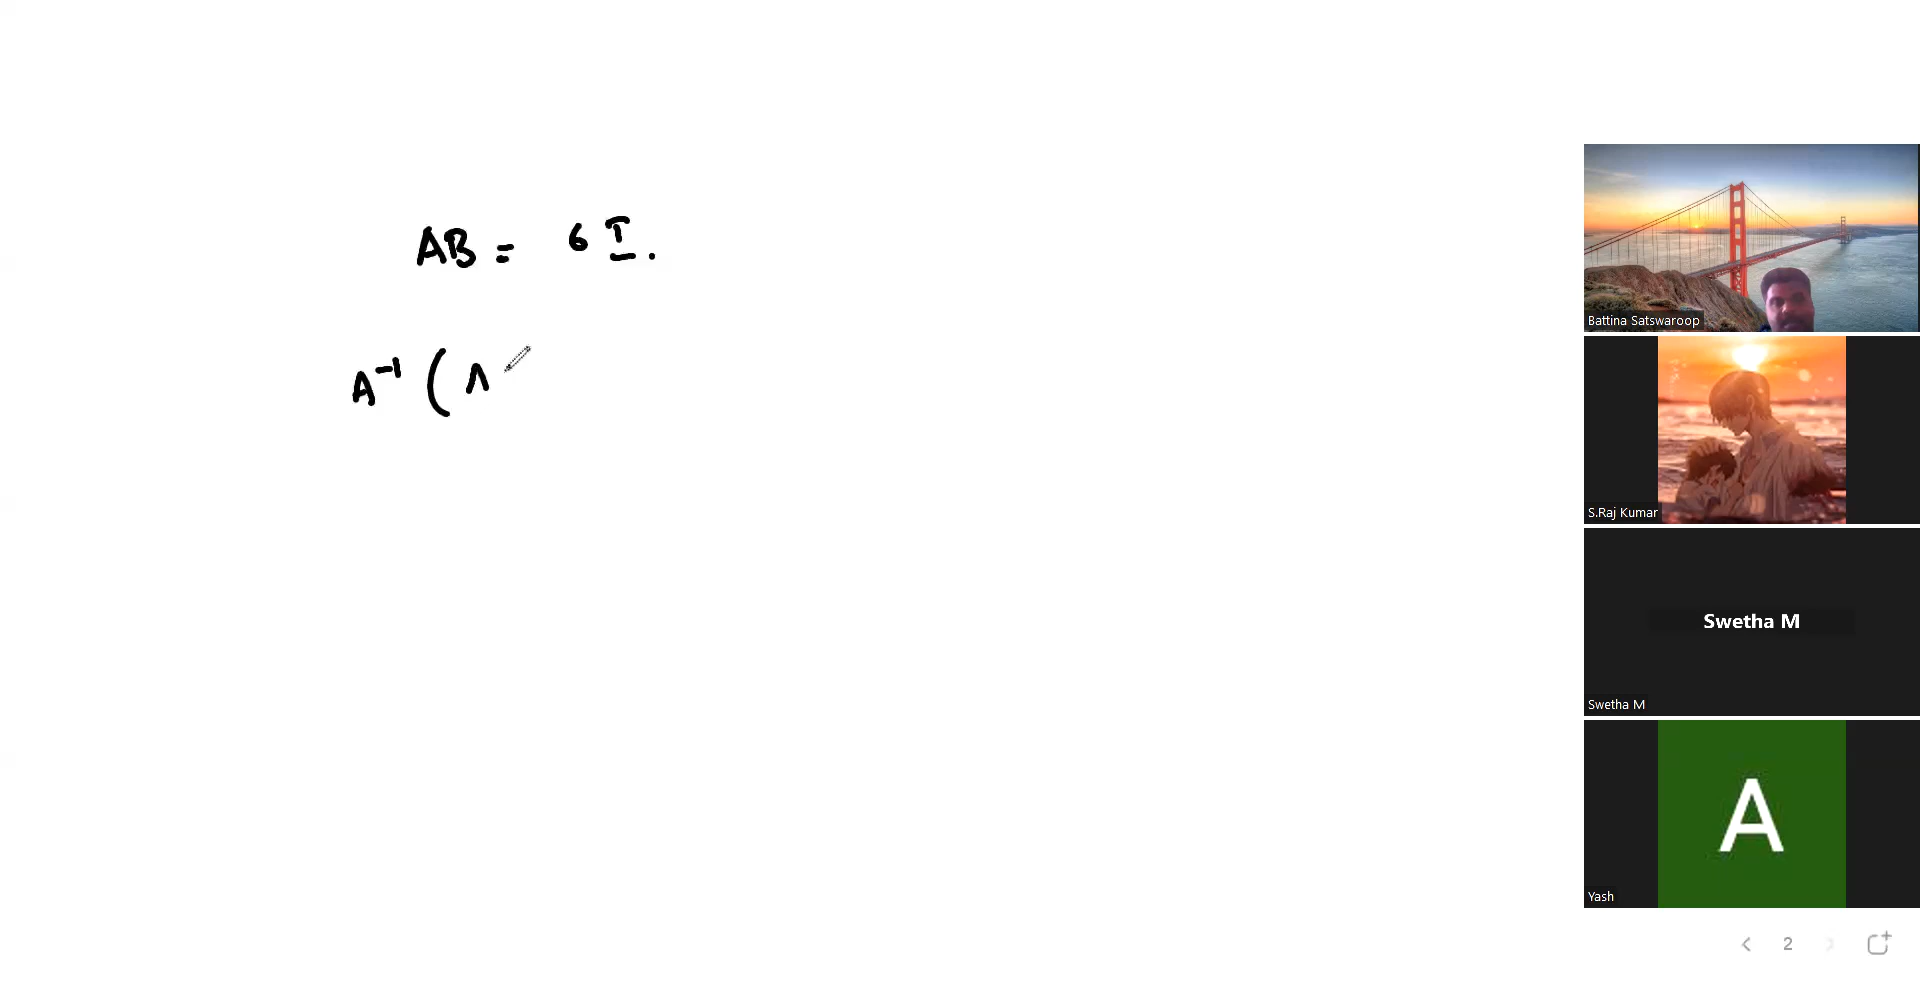 AB = 6 I.
A⁻¹ ( A
Battina Satswaroop
S.Raj Kumar
Swetha M
Swetha M
A
Yash
2